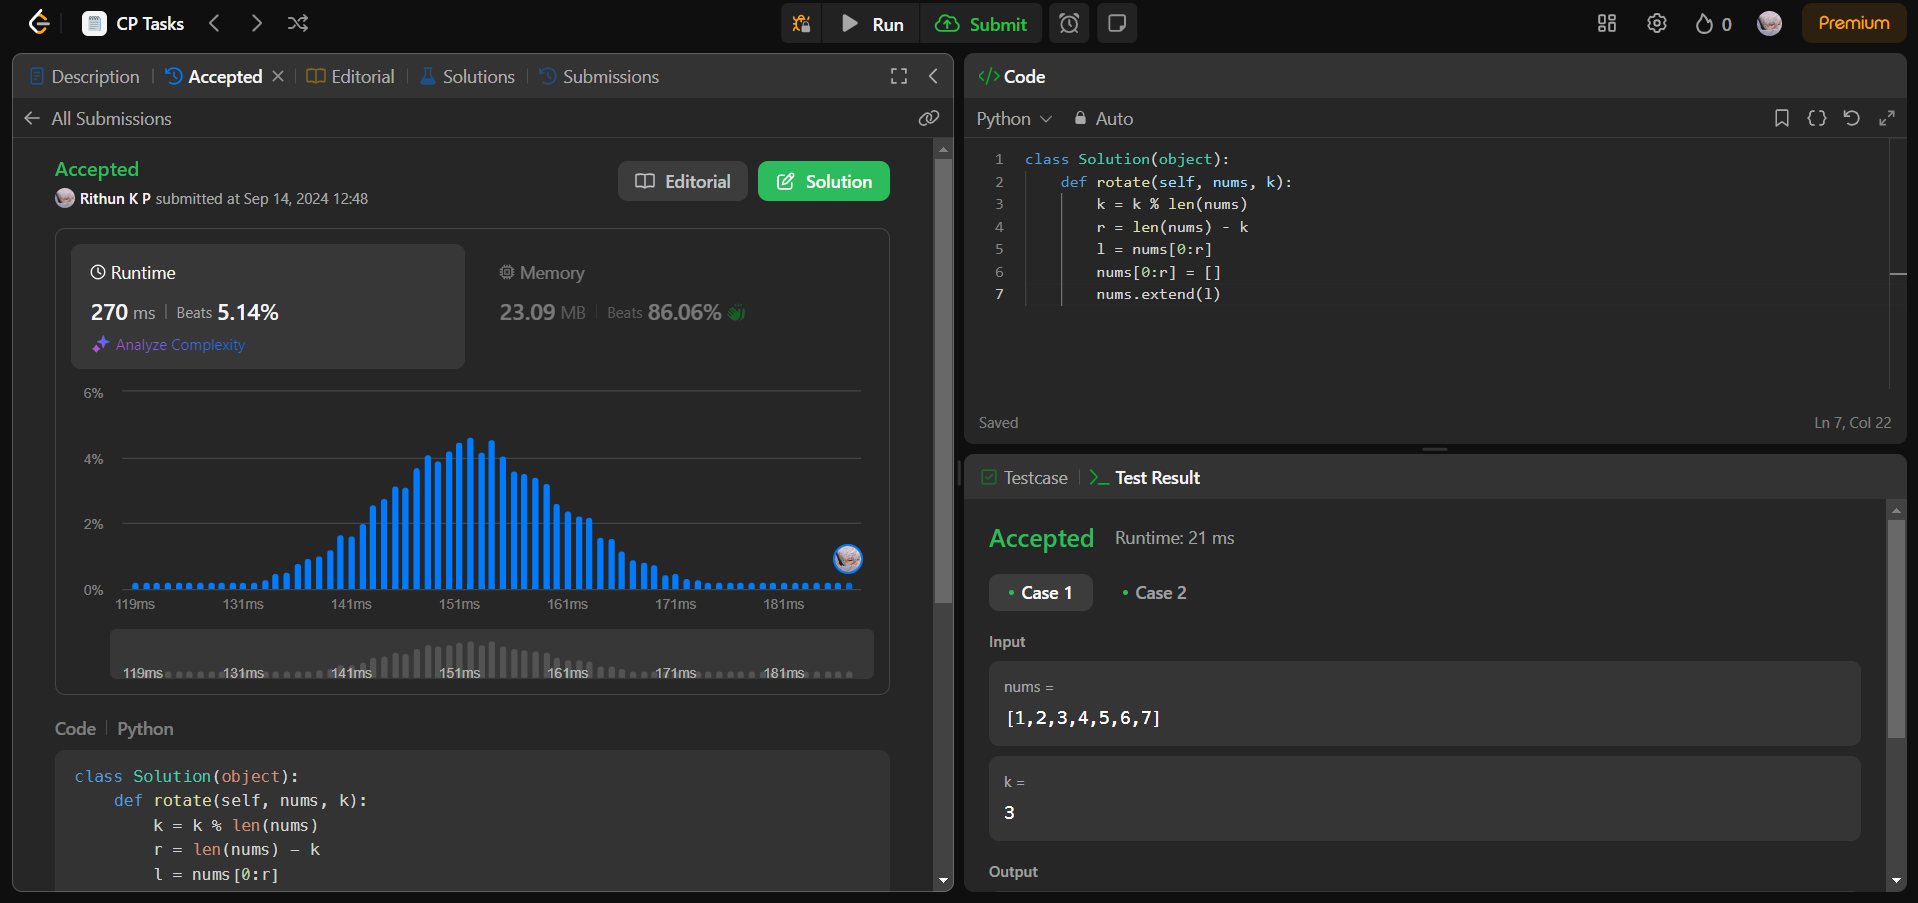 CP Tasks
Run
Submit
0
Premium
Description
Accepted
Editorial
Solutions
Submissions
All Submissions
Accepted
Rithun K P submitted at Sep 14, 2024 12:48
Editorial
Solution
Runtime
270 ms
Beats 5.14%
Analyze Complexity
Memory
23.09 MB
Beats 86.06%
6%
4%
2%
0%
119ms 131ms 141ms 151ms 161ms 171ms 181ms
119ms 131ms 141ms 151ms 161ms 171ms 181ms
Code
Python
class Solution(object):
    def rotate(self, nums, k):
        k = k % len(nums)
        r = len(nums) - k
        l = nums[0:r]
Code
Python
Auto
1 class Solution(object):
2     def rotate(self, nums, k):
3         k = k % len(nums)
4         r = len(nums) - k
5         l = nums[0:r]
6         nums[0:r] = []
7         nums.extend(l)
Saved
Ln 7, Col 22
Testcase
Test Result
Accepted
Runtime: 21 ms
Case 1
Case 2
Input
nums =
[1,2,3,4,5,6,7]
k =
3
Output